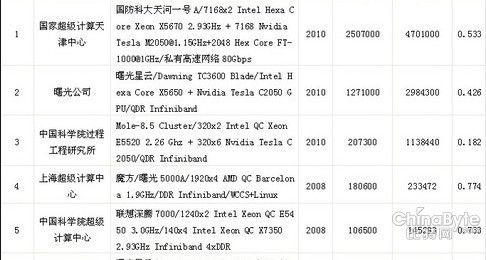 国防科大天河一号 A/7168x2 Intel Hexa C
1
国家超级计算天
津中心
ore Xeon X5670 2.93GHz + 7168 Nvidia
Tesla M2050@1.15GHz+2048 Hex Core FT-
1000@1GHz/私有高速网络 80Gbps
2010
2507000
4701000
0.533
2
曙光公司
曙光星云/Dawning TC3600 Blade/Intel H
exa Core X5650 + Nvidia Tesla C2050 G
PU/QDR Infiniband
2010
1271000
2984300
0.426
3
中国科学院过程
工程研究所
Mole-8.5 Cluster/320x2 Intel QC Xeon
E5520 2.26 Ghz + 320x6 Nvidia Tesla C
2050/QDR Infiniband
2010
207300
1138440
0.182
4
上海超级计算中
心
魔方/曙光 5000A/1920x4 AMD QC Barcelon
a 1.9GHz/DDR Infiniband/WCCS+Linux
2008
180600
233472
0.774
5
中国科学院超级
计算中心
联想深腾 7000/1240x2 Intel Xeon QC E54
50 3.0GHz/140x4 Intel Xeon QC X7350
2.93GHz Infiniband 4xDDR
2008
106500
145293
0.733
ChinaByte
比特网